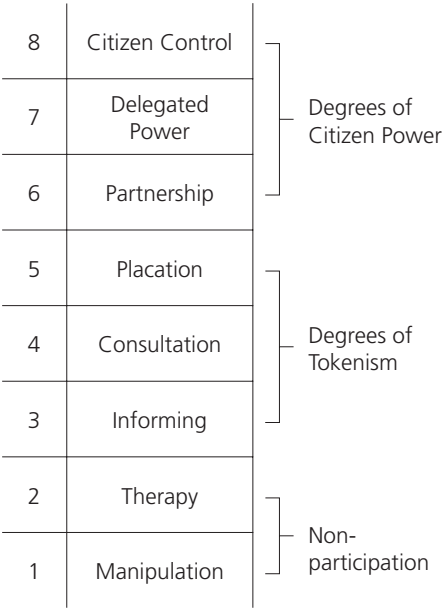 8 Citizen Control
7 Delegated
Power
6 Partnership
Degrees of
Citizen Power
5 Placation
4 Consultation
3 Informing
Degrees of
Tokenism
2 Therapy
1 Manipulation
Non-
participation